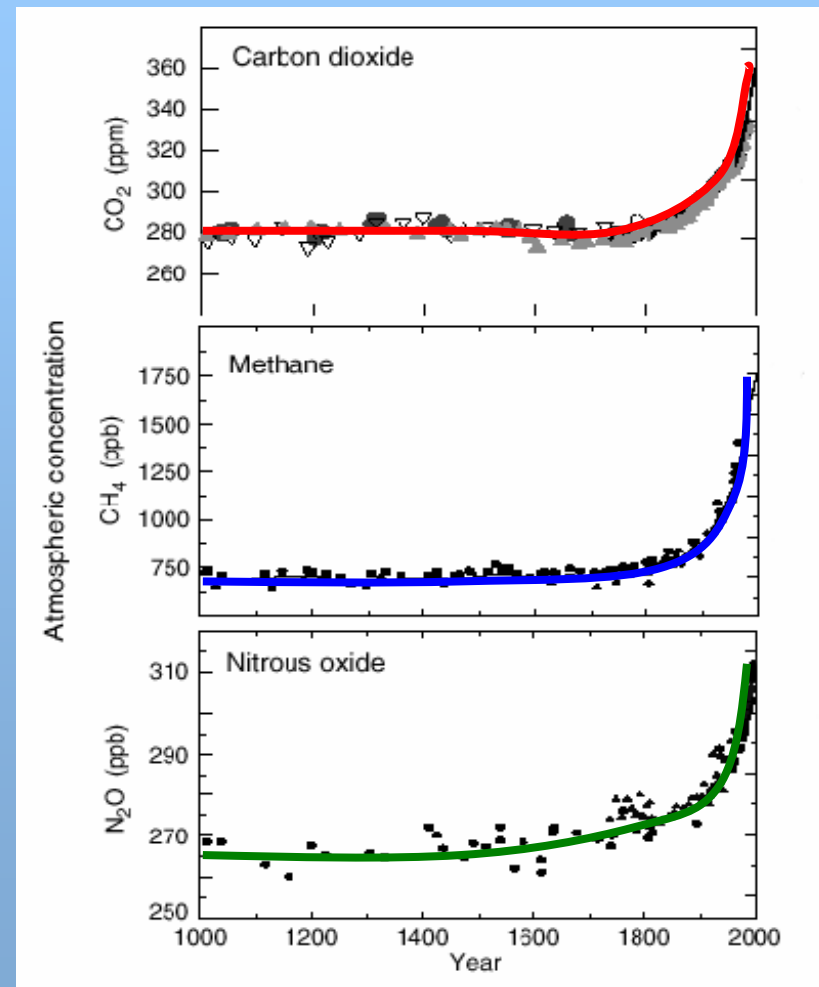 Carbon dioxide
360
340
320
300
280
260
CO₂ (ppm)
Atmospheric concentration
Methane
1750
1500
1250
1000
750
CH₄ (ppb)
Nitrous oxide
310
290
270
250
N₂O (ppb)
1000 1200 1400 1600 1800 2000
Year